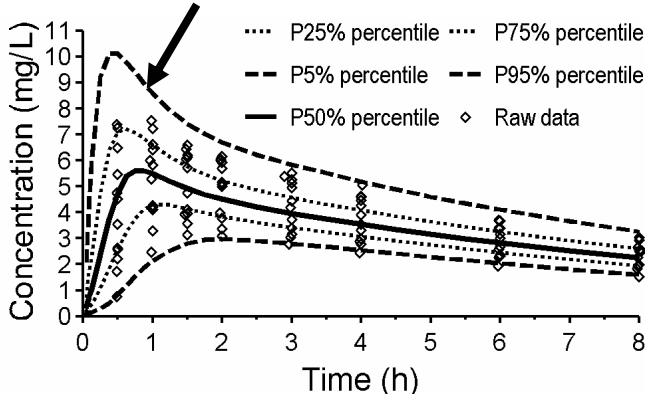 Concentration (mg/L)
11
10
9
8
7
6
5
4
3
2
1
0
P25% percentile
P75% percentile
P5% percentile
P95% percentile
P50% percentile
Raw data
0 1 2 3 4 5 6 7 8
Time (h)